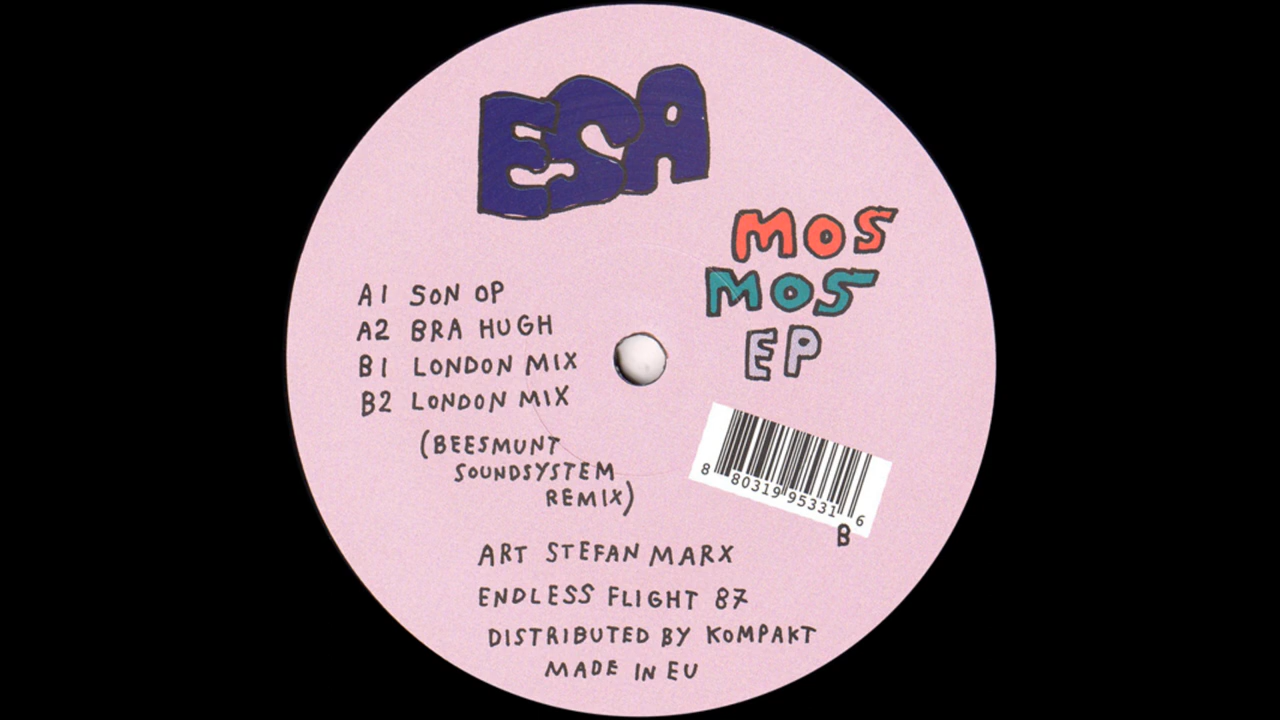 ESA
MOS
MOS
EP
A1 SON OP
A2 BRA HUGH
B1 LONDON MIX
B2 LONDON MIX
(BEESMUNT
SOUNDSYSTEM
REMIX)
8 80319 95331 6
B
ART STEFAN MARX
ENDLESS FLIGHT 87
DISTRIBUTED BY KOMPAKT
MADE IN EU